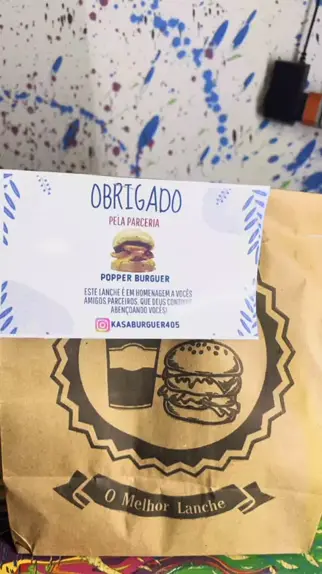 OBRIGADO
PELA PARCERIA
POPPER BURGUER
ESTE LANCHE É EM HOMENAGEM A VOCÊS
AMIGOS PARCEIROS. QUE DEUS
ABENÇOANDO VOCÊS!
KASABURGUER405
O Melhor Lanche